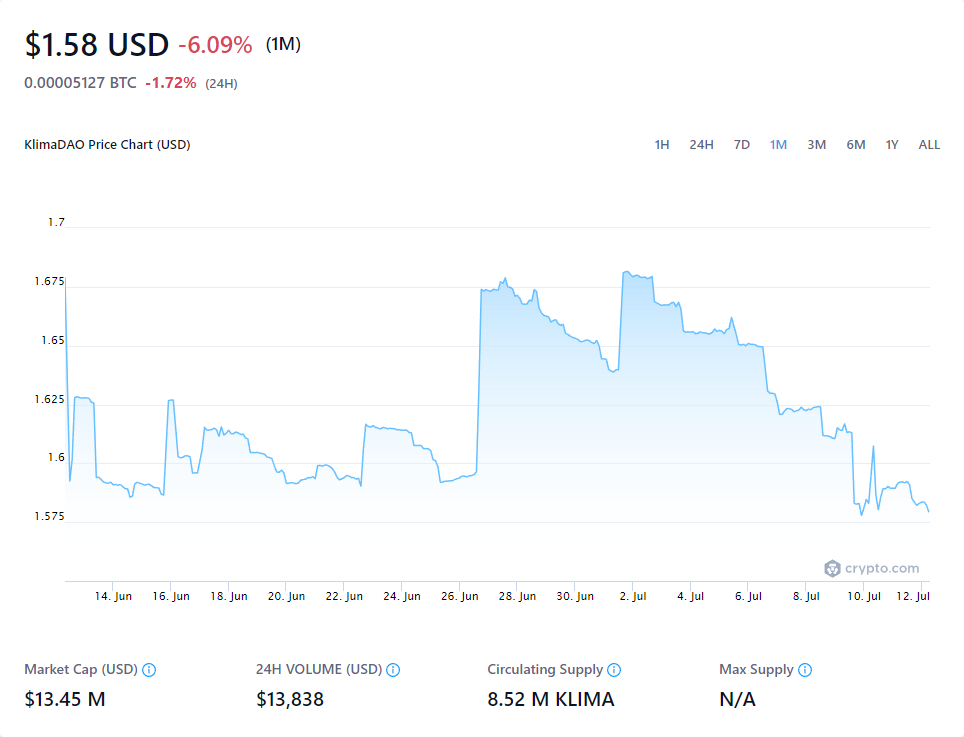 $1.58 USD -6.09% (1M)
0.00005127 BTC -1.72% (24H)
KlimaDAO Price Chart (USD) 1H 24H 7D 1M 3M 6M 1Y ALL
1.7
1.675
1.65
1.625
1.6
1.575
crypto.com
14. Jun 16. Jun 18. Jun 20. Jun 22. Jun 24. Jun 26. Jun 28. Jun 30. Jun 2. Jul 4. Jul 6. Jul 8. Jul 10. Jul 12. Jul
Market Cap (USD) 24H VOLUME (USD) Circulating Supply Max Supply
$13.45 M $13,838 8.52 M KLIMA N/A